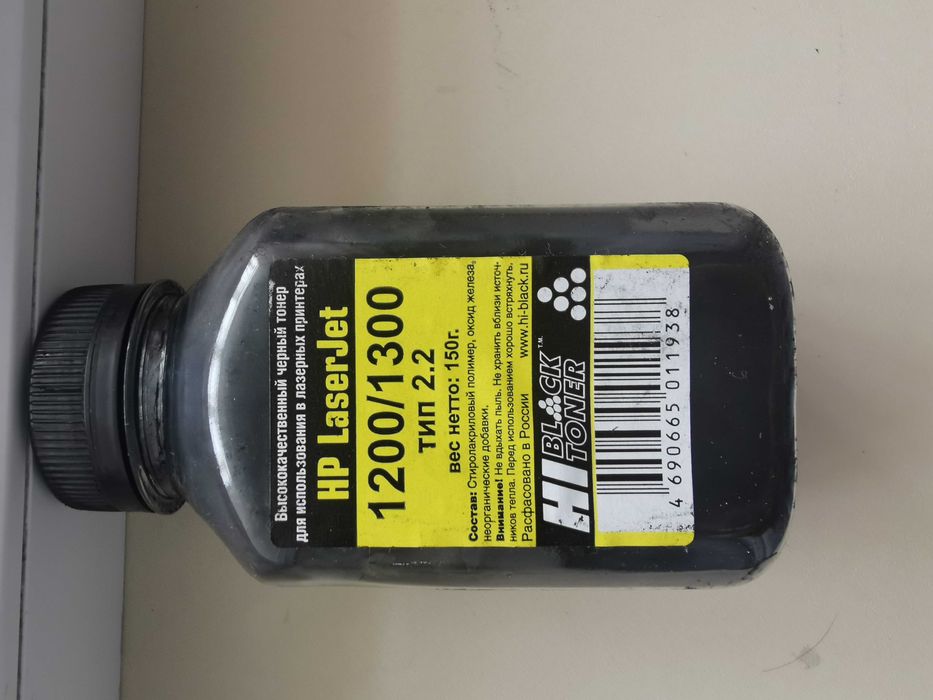 Высококачественный черный тонер
для использования в лазерных принтерах
HP LaserJet
1200/1300
тип 2.2
вес нетто: 150г.
Состав: Стиролакриловый полимер, оксид железа,
неорганические добавки.
Внимание! Не вдыхать пыль. Не хранить вблизи источ-
ников тепла. Перед использованием хорошо встряхнуть.
Расфасовано в России www.hi-black.ru
HI BLACK TONER т.м.
4 690665 011938